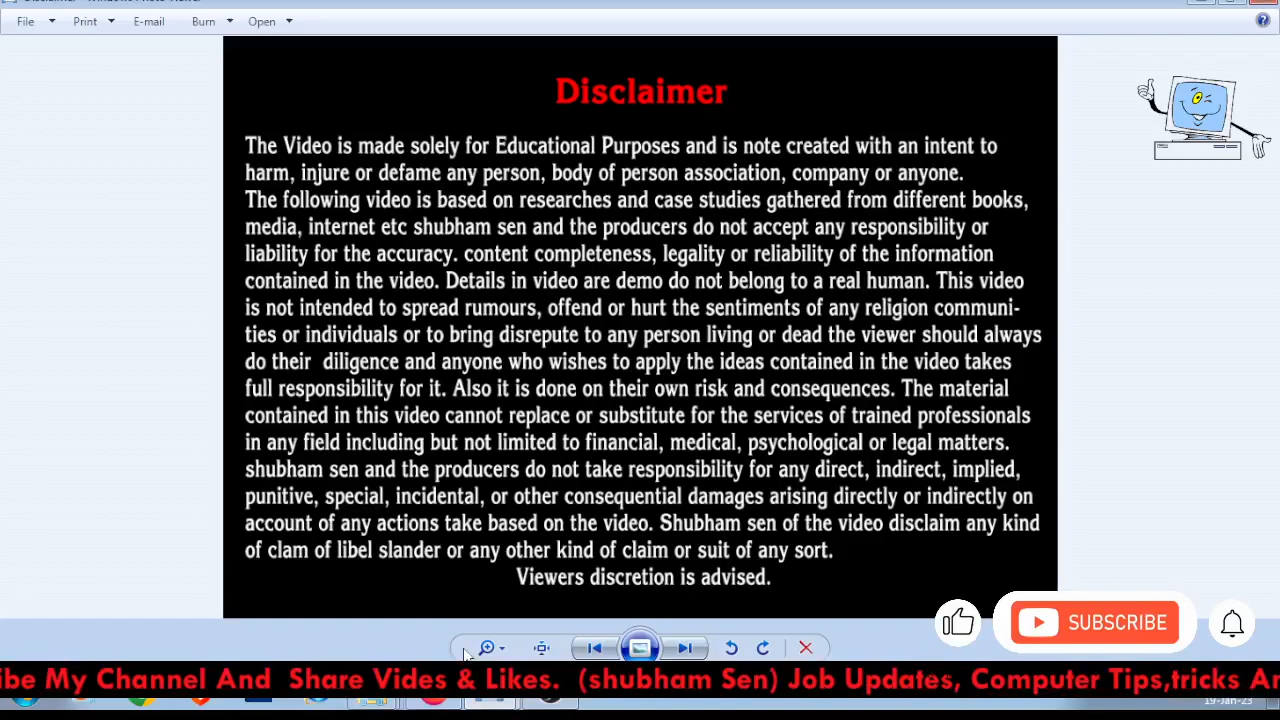 File Print E-mail Burn Open
Disclaimer
The Video is made solely for Educational Purposes and is note created with an intent to
harm, injure or defame any person, body of person association, company or anyone.
The following video is based on researches and case studies gathered from different books,
media, internet etc shubham sen and the producers do not accept any responsibility or
liability for the accuracy. content completeness, legality or reliability of the information
contained in the video. Details in video are demo do not belong to a real human. This video
is not intended to spread rumours, offend or hurt the sentiments of any religion communi-
ties or individuals or to bring disrepute to any person living or dead the viewer should always
do their diligence and anyone who wishes to apply the ideas contained in the video takes
full responsibility for it. Also it is done on their own risk and consequences. The material
contained in this video cannot replace or substitute for the services of trained professionals
in any field including but not limited to financial, medical, psychological or legal matters.
shubham sen and the producers do not take responsibility for any direct, indirect, implied,
punitive, special, incidental, or other consequential damages arising directly or indirectly on
account of any actions take based on the video. Shubham sen of the video disclaim any kind
of clam of libel slander or any other kind of claim or suit of any sort.
Viewers discretion is advised.
SUBSCRIBE
ibe My Channel And Share Vides & Likes. (shubham Sen) Job Updates, Computer Tips,tricks Ar
19-Jan-23